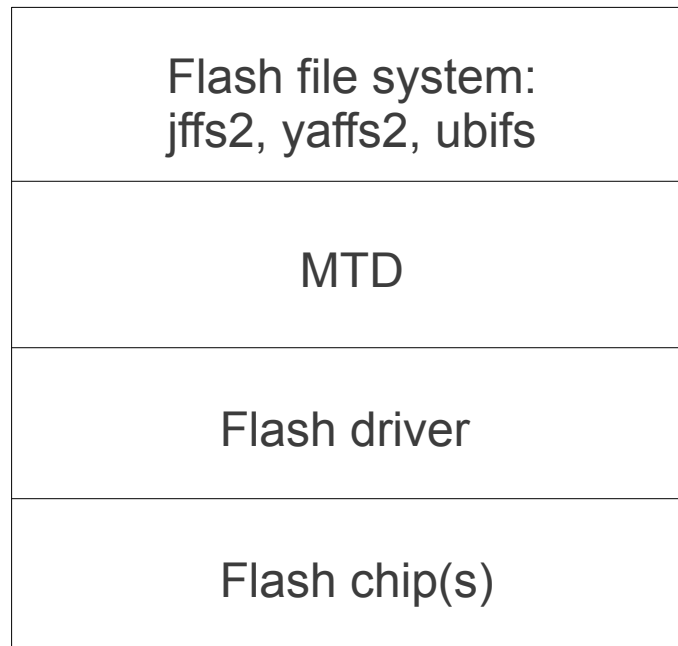 Flash file system:
jffs2, yaffs2, ubifs
MTD
Flash driver
Flash chip(s)